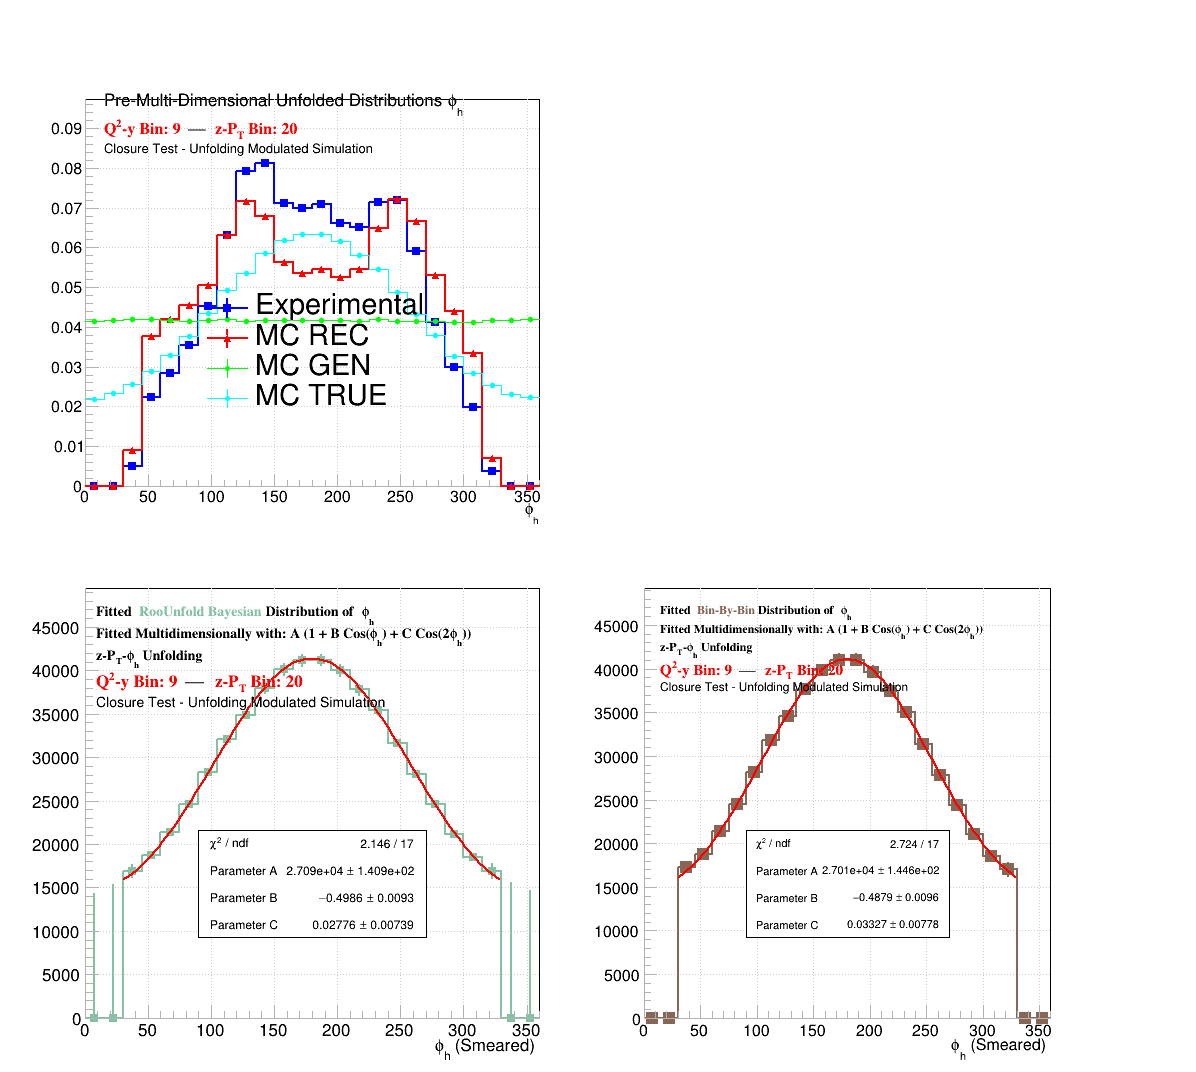 Pre-Multi-Dimensional Unfolded Distributions ϕh
Q²-y Bin: 9 — z-PT Bin: 20
Closure Test - Unfolding Modulated Simulation
0.09
0.08
0.07
0.06
0.05
0.04
0.03
0.02
0.01
0
Experimental
MC REC
MC GEN
MC TRUE
0 50 100 150 200 250 300 350
ϕh
Fitted RooUnfold Bayesian Distribution of ϕh
Fitted Multidimensionally with: A (1 + B Cos(ϕh) + C Cos(2ϕh))
z-PT-ϕh Unfolding
Q²-y Bin: 9 — z-PT Bin: 20
Closure Test - Unfolding Modulated Simulation
45000
40000
35000
30000
25000
20000
15000
10000
5000
0
χ² / ndf 2.146 / 17
Parameter A 2.709e+04 ± 1.409e+02
Parameter B −0.4986 ± 0.0093
Parameter C 0.02776 ± 0.00739
0 50 100 150 200 250 300 350
ϕh (Smeared)
Fitted Bin-By-Bin Distribution of ϕh
Fitted Multidimensionally with: A (1 + B Cos(ϕh) + C Cos(2ϕh))
z-PT-ϕh Unfolding
Q²-y Bin: 9 — z-PT Bin: 20
Closure Test - Unfolding Modulated Simulation
45000
40000
35000
30000
25000
20000
15000
10000
5000
0
χ² / ndf 2.724 / 17
Parameter A 2.701e+04 ± 1.446e+02
Parameter B −0.4879 ± 0.0096
Parameter C 0.03327 ± 0.00778
0 50 100 150 200 250 300 350
ϕh (Smeared)